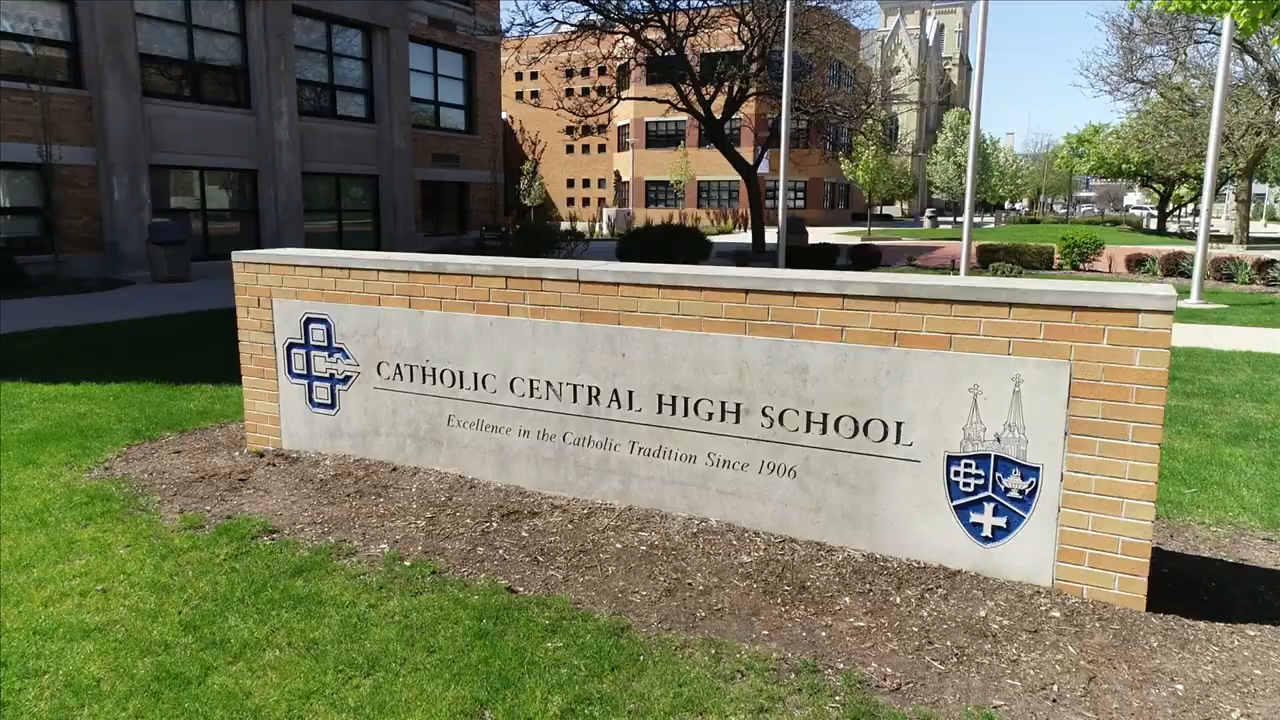 CATHOLIC CENTRAL HIGH SCHOOL
Excellence in the Catholic Tradition Since 1906